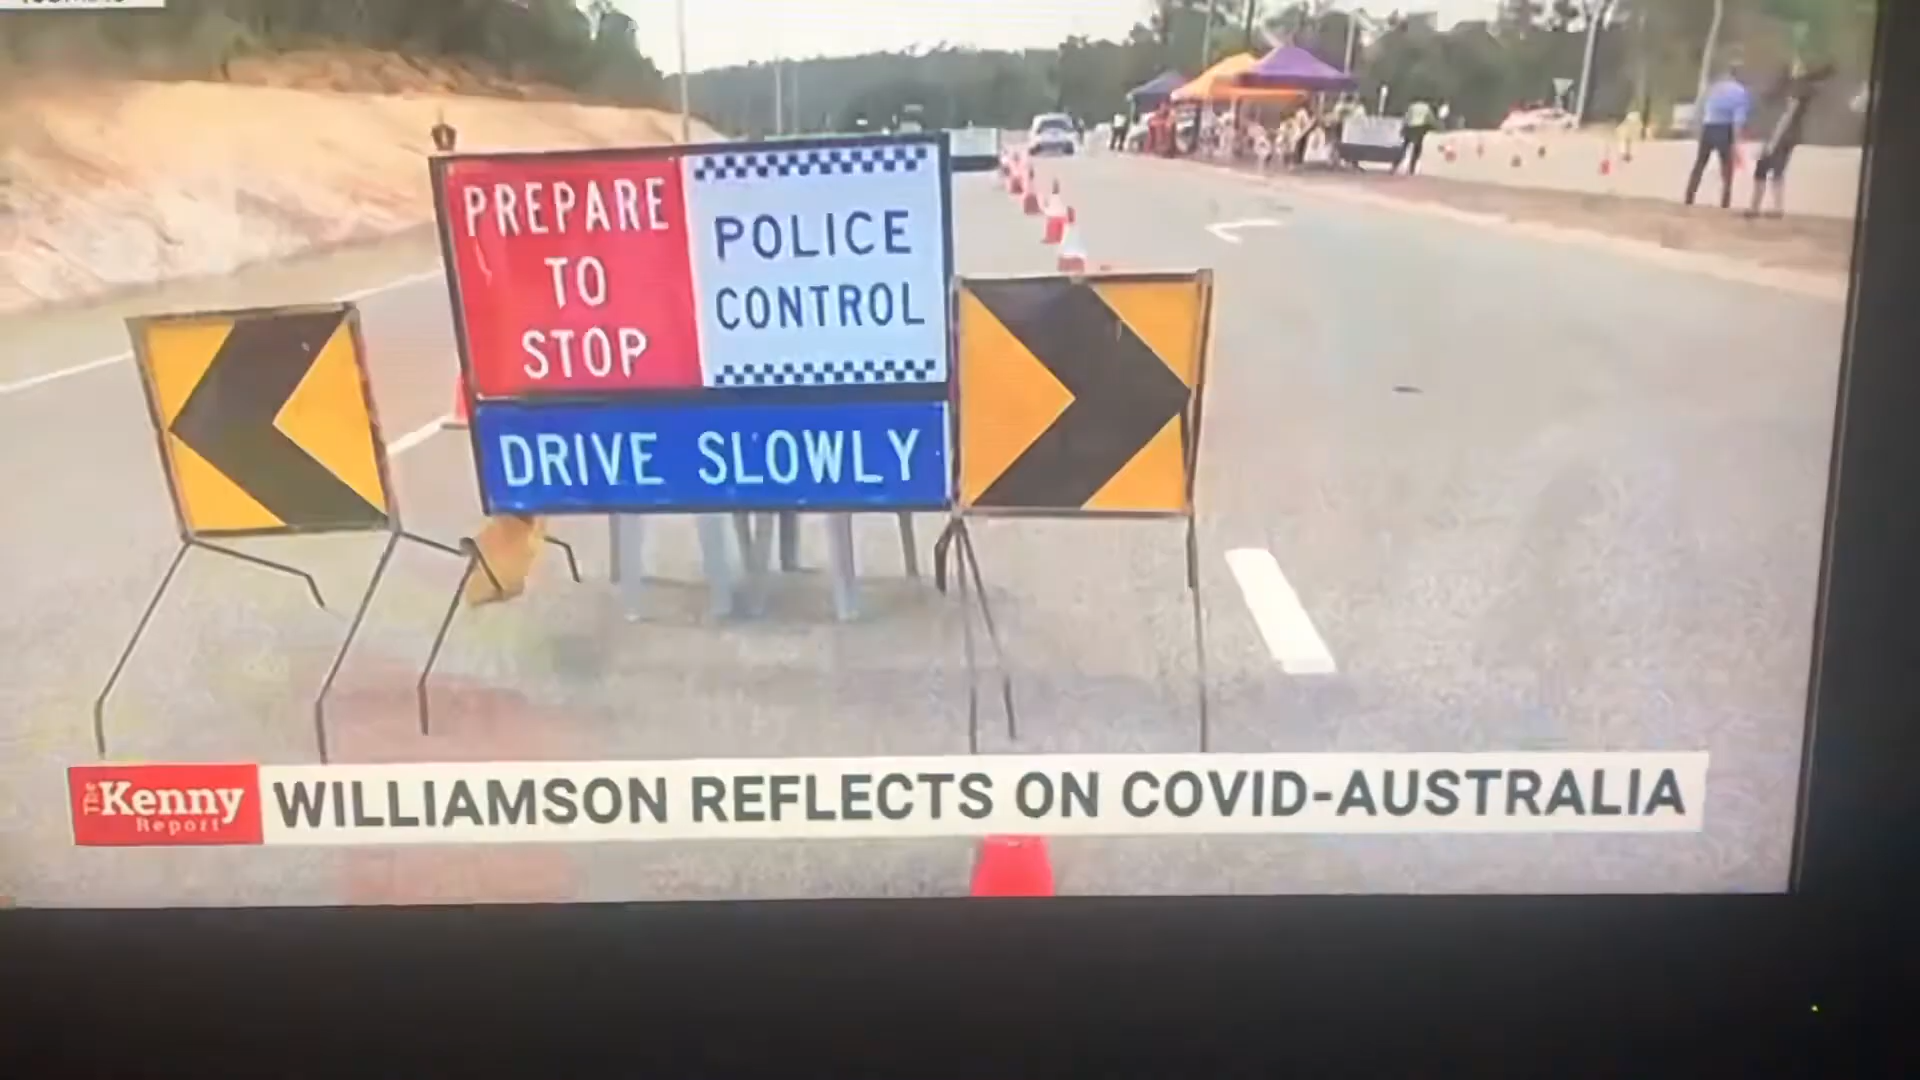 PREPARE
TO
STOP
POLICE
CONTROL
DRIVE SLOWLY
The Kenny
Report
WILLIAMSON REFLECTS ON COVID-AUSTRALIA